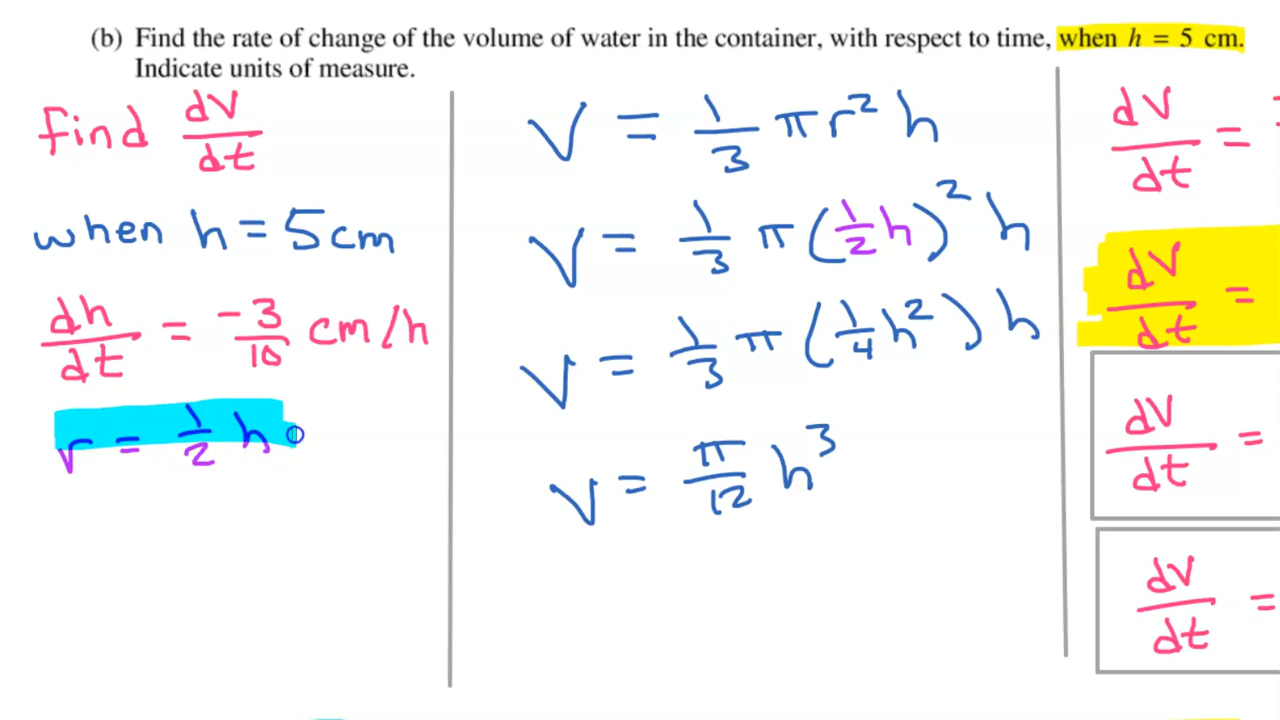 (b) Find the rate of change of the volume of water in the container, with respect to time, when h = 5 cm.
Indicate units of measure.
find dV/dt
when h = 5cm
dh/dt = -3/10 cm/h
r = 1/2 h
V = 1/3 π r² h
V = 1/3 π (1/2 h)² h
V = 1/3 π (1/4 h²) h
V = π/12 h³
dV/dt =
dV/dt =
dV/dt =
dV/dt =